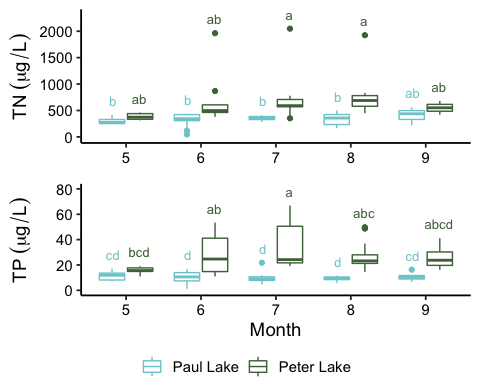 TN (μg/L)
2000
1500
1000
500
0
b ab b ab b a b a ab ab
5 6 7 8 9
TP (μg/L)
80
60
40
20
0
cd bcd d ab d a d abc cd abcd
5 6 7 8 9
Month
Paul Lake Peter Lake